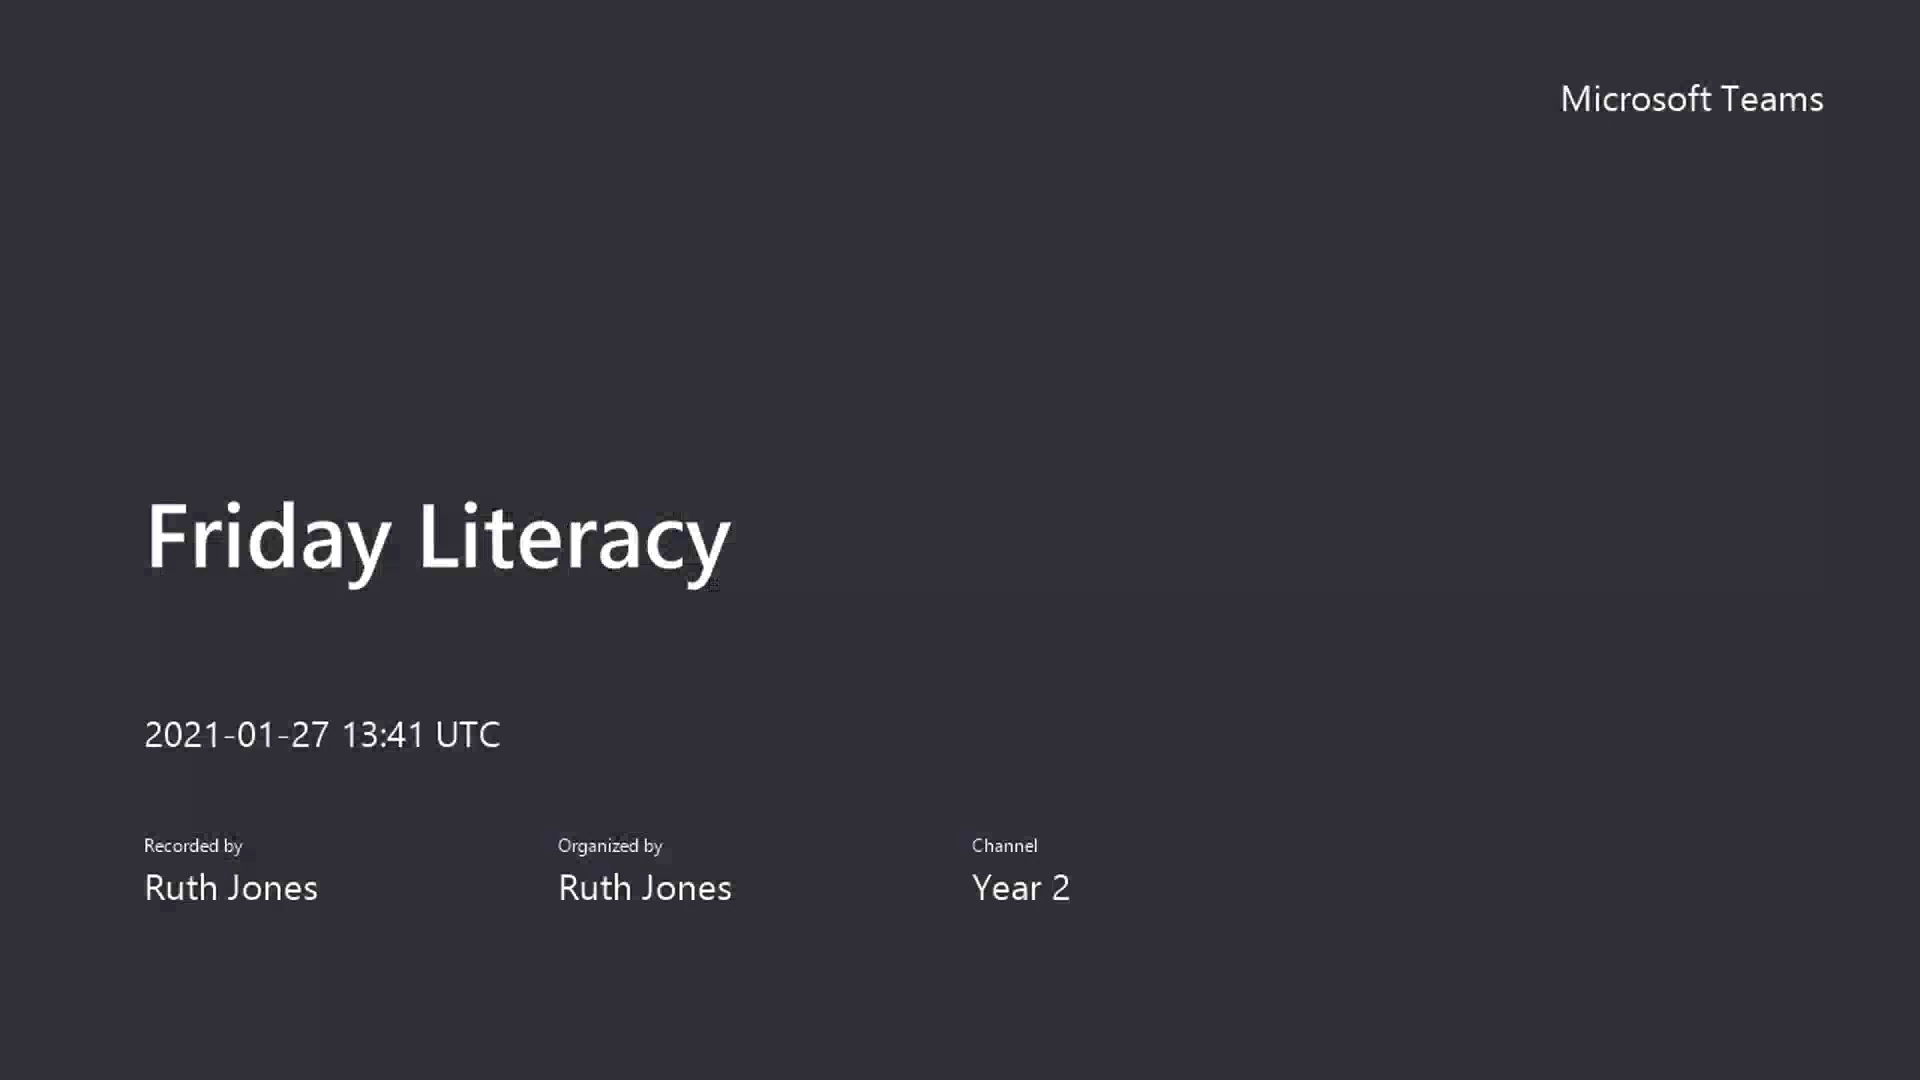 Microsoft Teams
Friday Literacy
2021-01-27 13:41 UTC
Recorded by
Ruth Jones
Organized by
Ruth Jones
Channel
Year 2